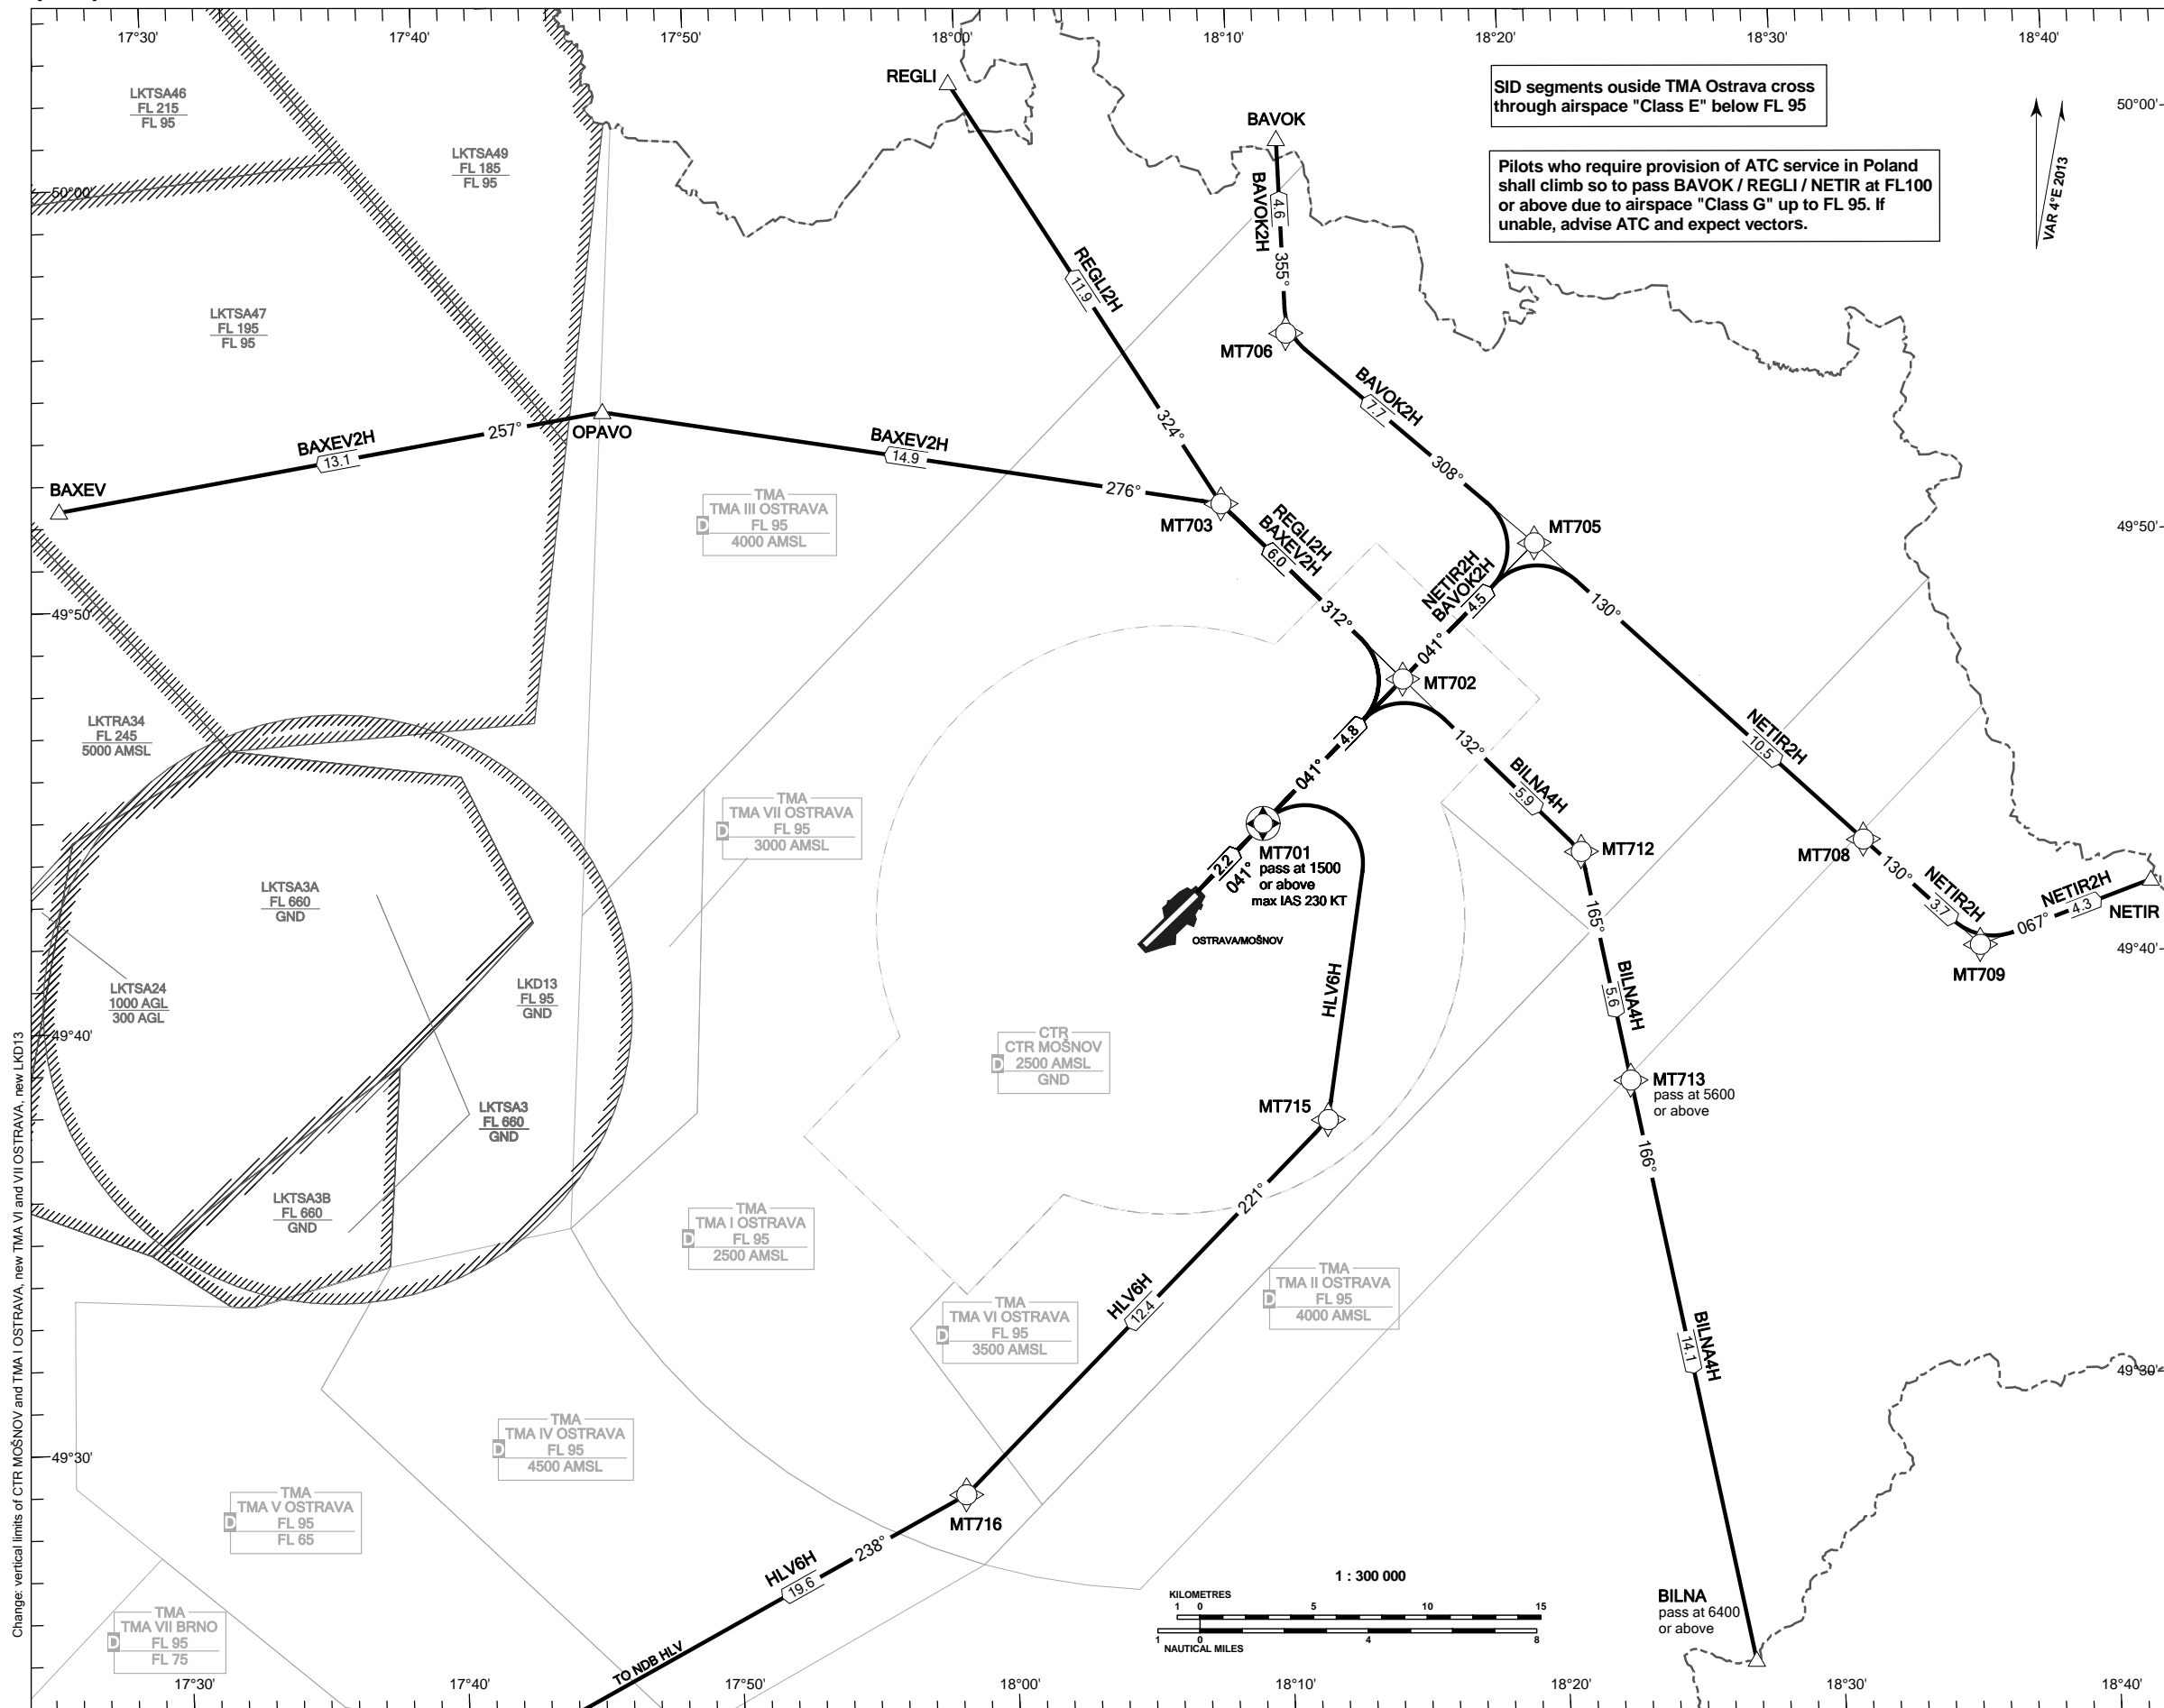 17°30'
17°40'
17°50'
18°00'
18°10'
18°20'
18°30'
18°40'
REGLI
BAVOK
SID segments ouside TMA Ostrava cross
through airspace "Class E" below FL 95
Pilots who require provision of ATC service in Poland
shall climb so to pass BAVOK / REGLI / NETIR at FL100
or above due to airspace "Class G" up to FL 95. If
unable, advise ATC and expect vectors.
VAR 4°E 2013
50°00'
50°00'
LKTSA46
FL 215
FL 95
LKTSA49
FL 185
FL 95
LKTSA47
FL 195
FL 95
BAVOK2H
4.6
355°
MT706
REGLI2H
11.9
324°
BAVOK2H
7.7
308°
BAXEV
BAXEV2H
13.1
257°
OPAVO
BAXEV2H
14.9
276°
MT703
MT705
49°50'
49°50'
TMA
TMA III OSTRAVA
D
FL 95
4000 AMSL
REGLI2H
BAXEV2H
6.0
312°
NETIR2H
BAVOK2H
4.5
041°
130°
MT702
LKTRA34
FL 245
5000 AMSL
4.8
041°
132°
BILNA4H
5.9
NETIR2H
10.5
TMA
TMA VII OSTRAVA
D
FL 95
3000 AMSL
MT701
pass at 1500
or above
max IAS 230 KT
2.2
041°
OSTRAVA/MOŠNOV
MT712
MT708
130°
NETIR2H
3.7
067°
NETIR2H
4.3
NETIR
MT709
49°40'
49°40'
LKTSA3A
FL 660
GND
LKTSA24
1000 AGL
300 AGL
LKD13
FL 95
GND
165°
BILNA4H
5.6
HLV6H
CTR
CTR MOŠNOV
D
2500 AMSL
GND
LKTSA3
FL 660
GND
MT715
MT713
pass at 5600
or above
166°
LKTSA3B
FL 660
GND
TMA
TMA I OSTRAVA
D
FL 95
2500 AMSL
221°
HLV6H
12.4
TMA
TMA VI OSTRAVA
D
FL 95
3500 AMSL
TMA
TMA II OSTRAVA
D
FL 95
4000 AMSL
BILNA4H
14.1
49°30'
49°30'
TMA
TMA IV OSTRAVA
D
FL 95
4500 AMSL
TMA
TMA V OSTRAVA
D
FL 95
FL 65
MT716
238°
HLV6H
19.6
TO NDB HLV
TMA
TMA VII BRNO
D
FL 95
FL 75
1 : 300 000
KILOMETRES
1 0 5 10 15
1 0 4 8
NAUTICAL MILES
BILNA
pass at 6400
or above
17°30'
17°40'
17°50'
18°00'
18°10'
18°20'
18°30'
18°40'
Change: vertical limits of CTR MOŠNOV and TMA I OSTRAVA, new TMA VI and VII OSTRAVA, new LKD13